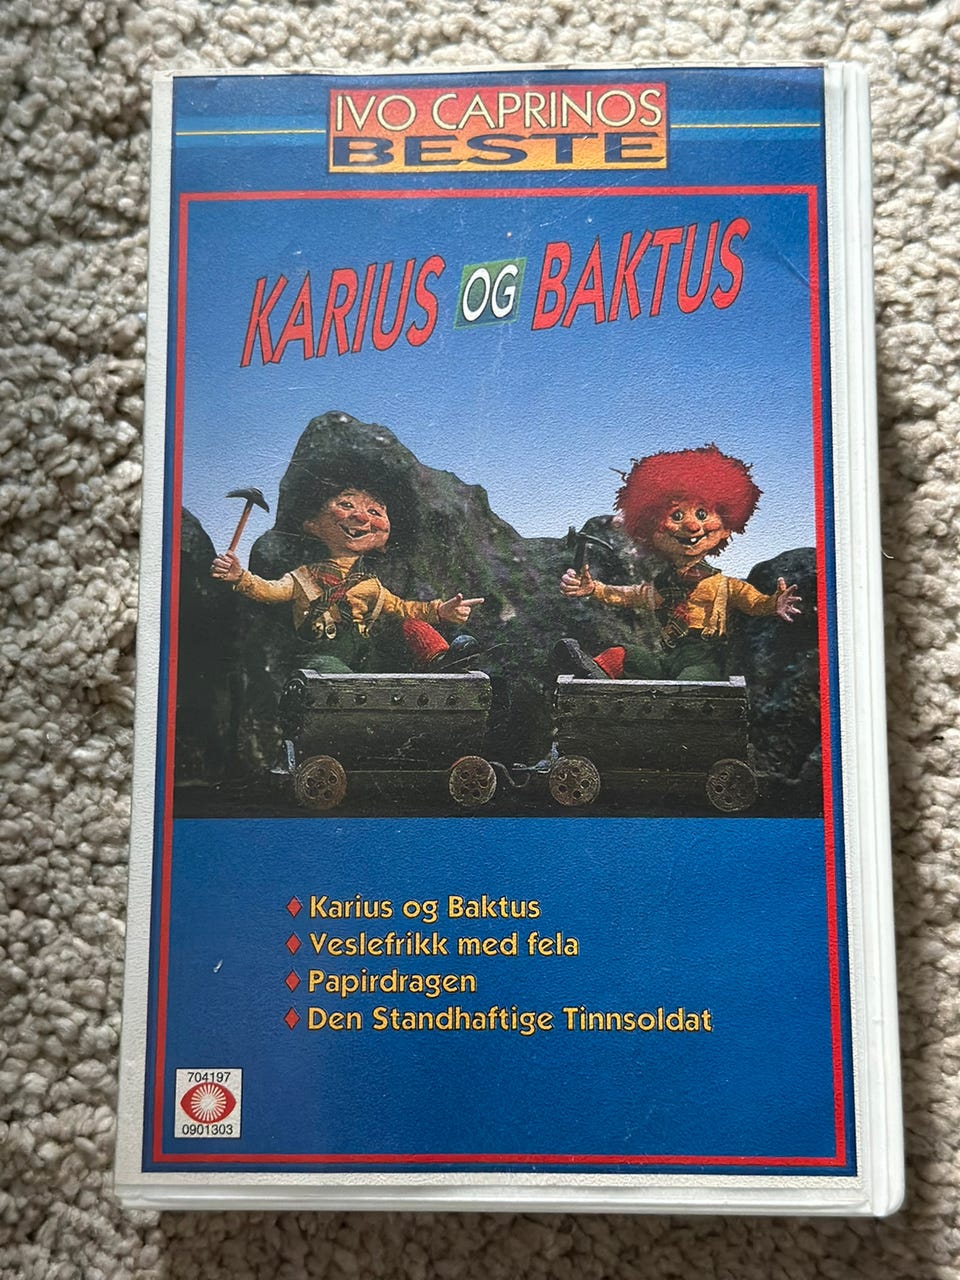 IVO CAPRINOS
BESTE
KARIUS OG BAKTUS
Karius og Baktus
Veslefrikk med fela
Papirdragen
Den Standhaftige Tinnsoldat
704197
0901303